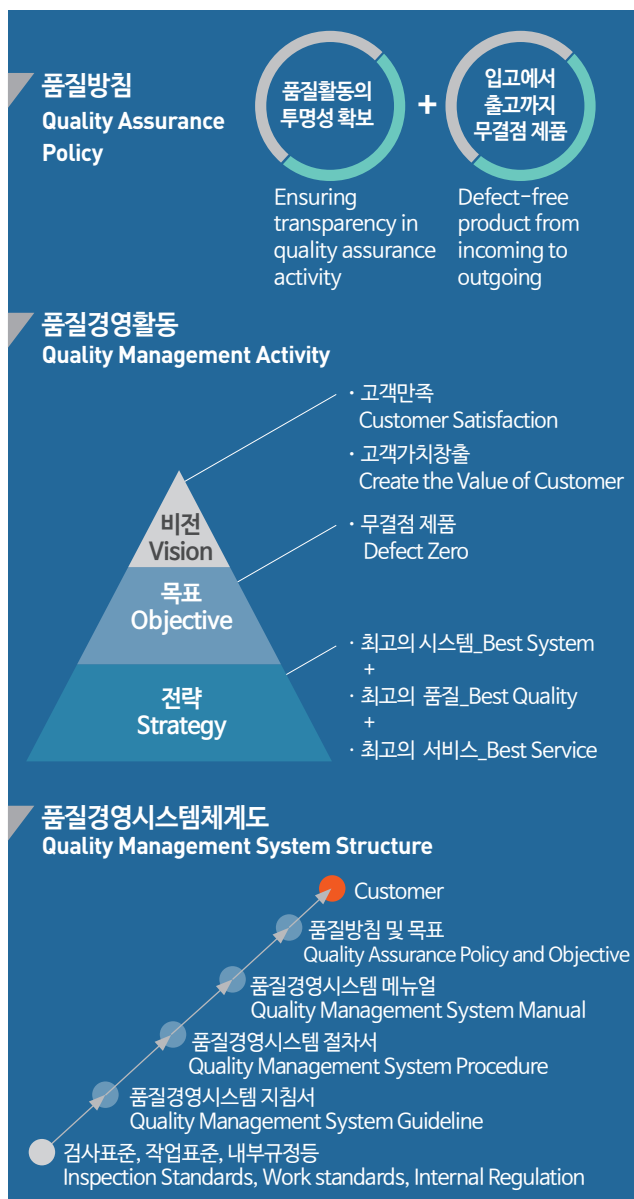 품질방침
Quality Assurance
Policy
품질활동의
투명성 확보
+
입고에서
출고까지
무결점 제품
Ensuring
transparency in
quality assurance
activity
Defect-free
product from
incoming to
outgoing
품질경영활동
Quality Management Activity
· 고객만족
Customer Satisfaction
· 고객가치창출
Create the Value of Customer
비전
Vision
· 무결점 제품
Defect Zero
목표
Objective
· 최고의 시스템_Best System
+
· 최고의 품질_Best Quality
+
· 최고의 서비스_Best Service
전략
Strategy
품질경영시스템체계도
Quality Management System Structure
Customer
품질방침 및 목표
Quality Assurance Policy and Objective
품질경영시스템 메뉴얼
Quality Management System Manual
품질경영시스템 절차서
Quality Management System Procedure
품질경영시스템 지침서
Quality Management System Guideline
검사표준, 작업표준, 내부규정등
Inspection Standards, Work standards, Internal Regulation